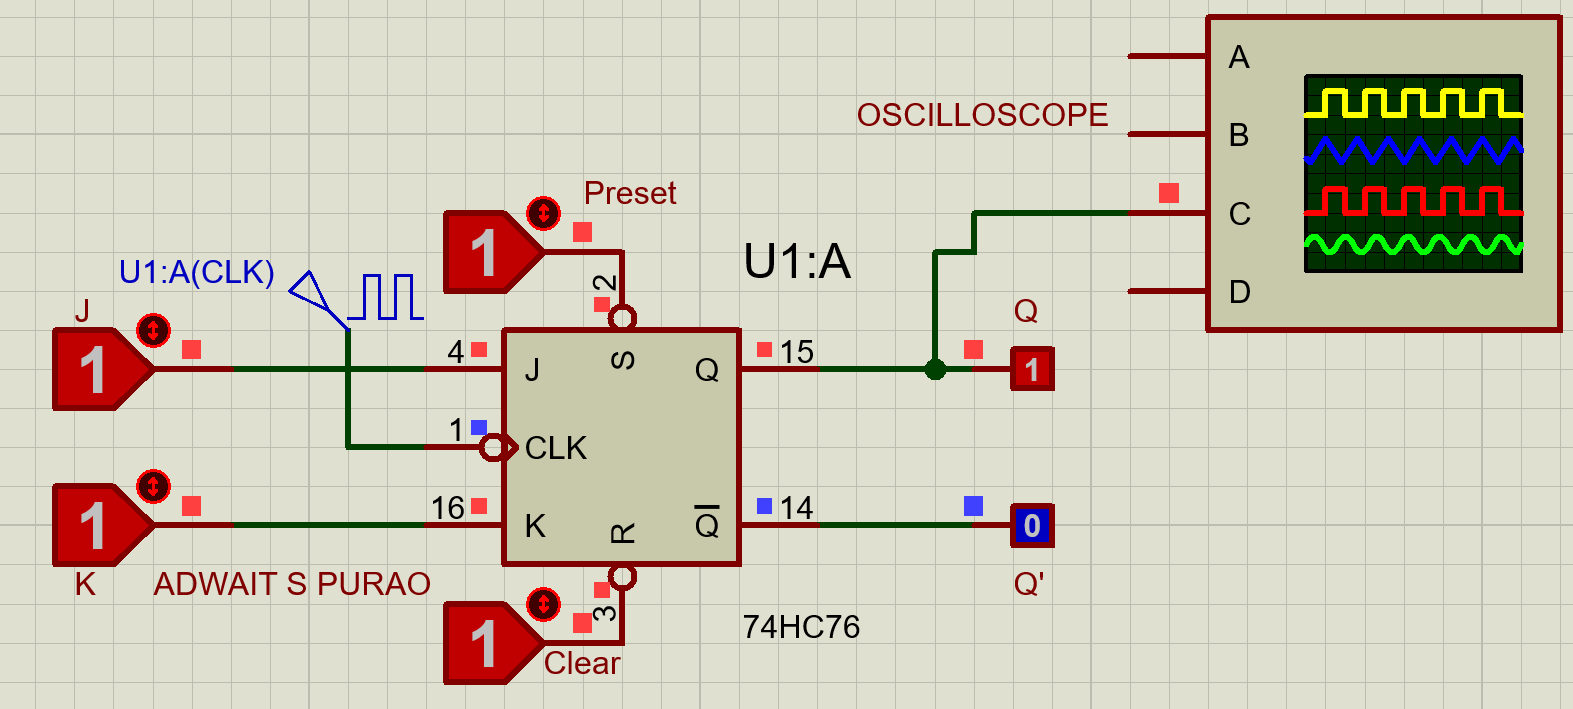 A
OSCILLOSCOPE
B
Preset
C
1
U1:A
U1:A(CLK)
2
D
J
Q
1
4
J
S
Q
15
1
1
CLK
1
16
K
R
Q
14
0
K
ADWAIT S PURAO
Q'
3
1
74HC76
Clear